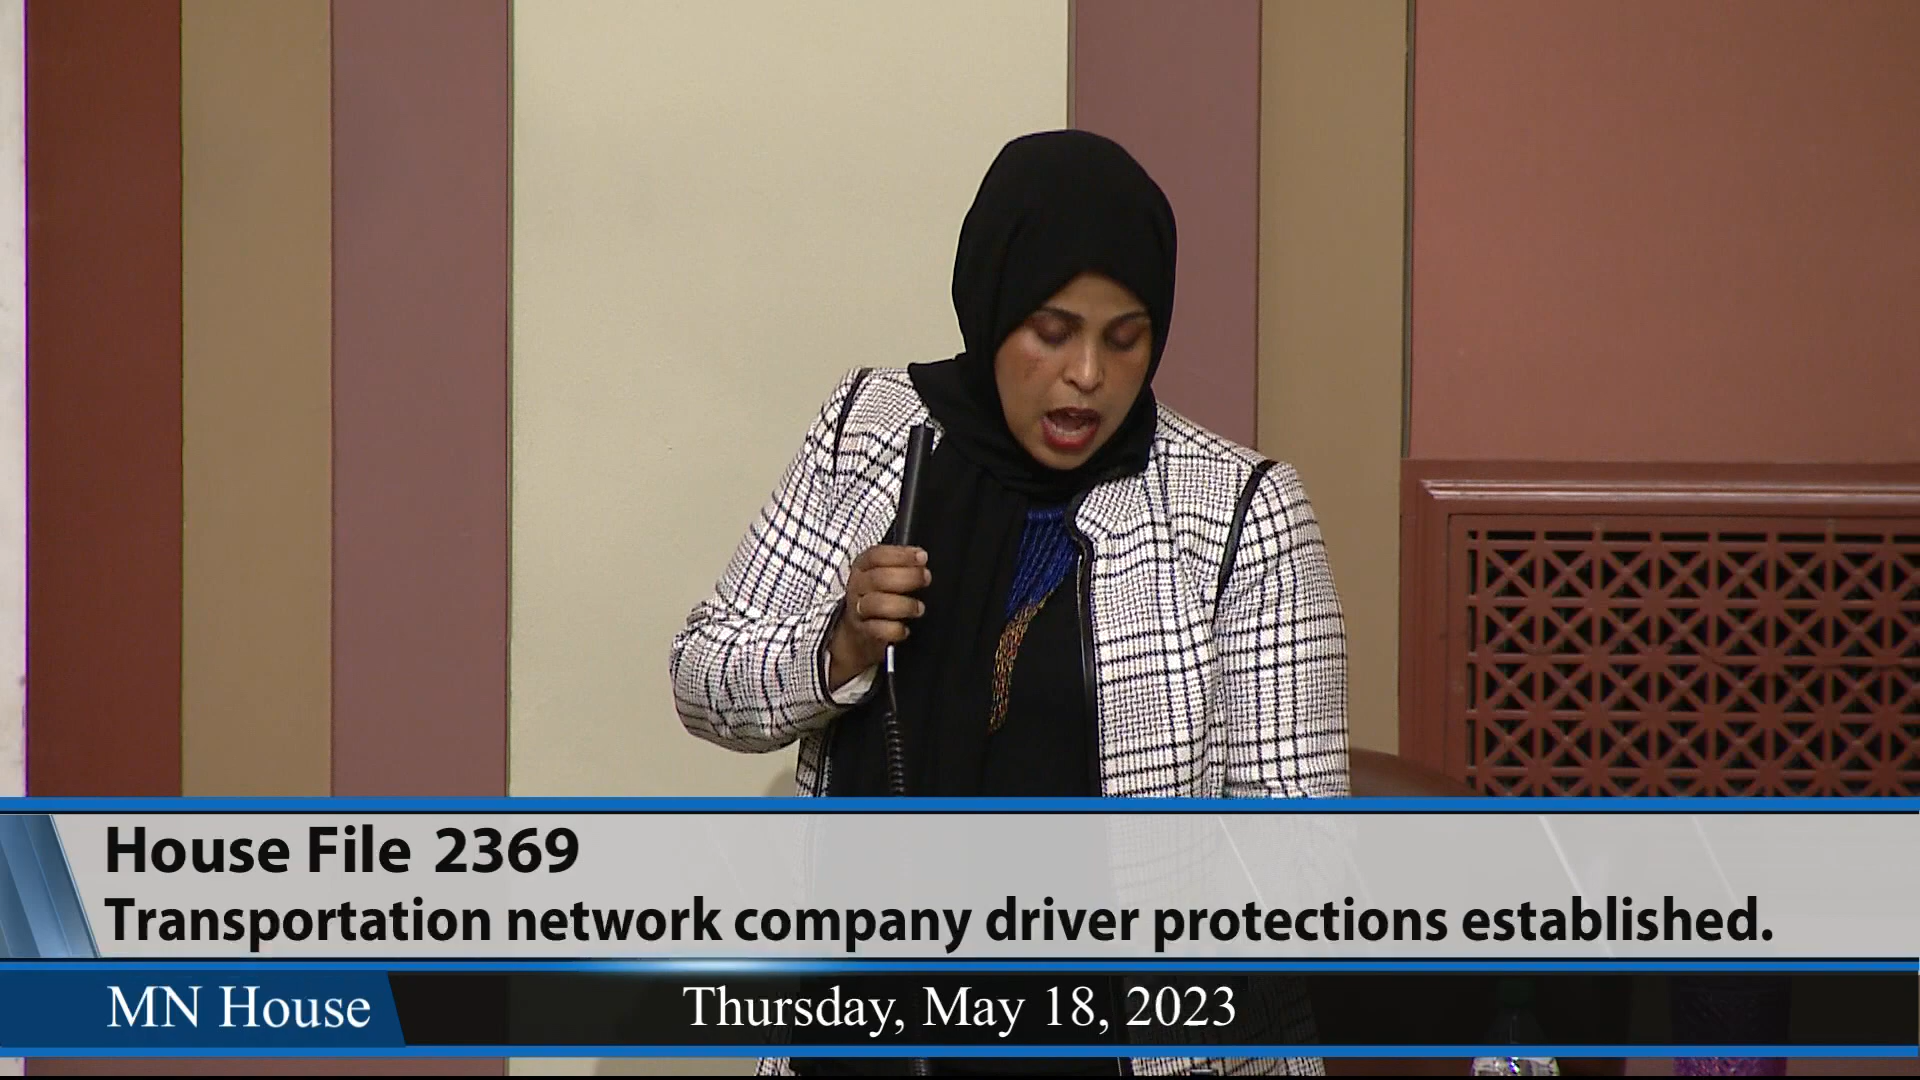 House File 2369
Transportation network company driver protections established.
MN House
Thursday, May 18, 2023